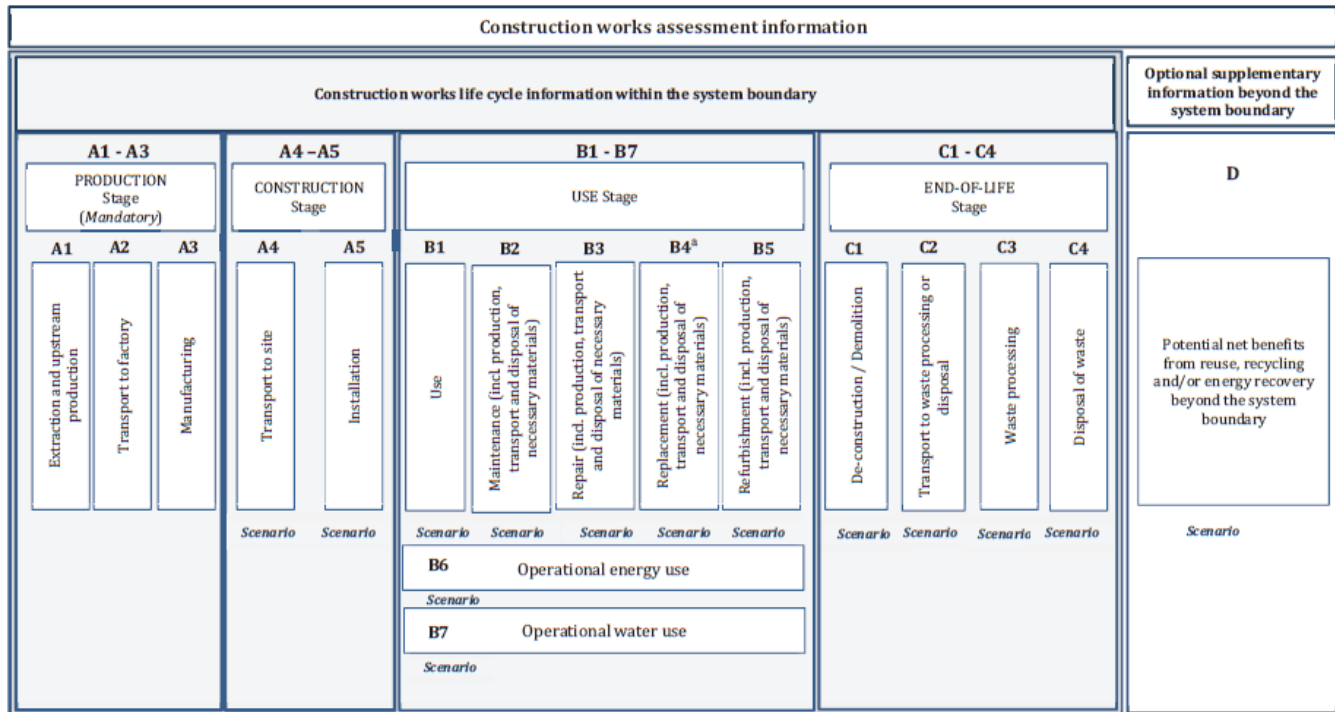 Construction works assessment information
Construction works life cycle information within the system boundary
Optional supplementary
information beyond the
system boundary
A1 - A3
PRODUCTION
Stage
(Mandatory)
A4 –A5
CONSTRUCTION
Stage
B1 - B7
USE Stage
C1 - C4
END-OF-LIFE
Stage
D
A1
A2
A3
A4
A5
B1
B2
B3
B4ª
B5
C1
C2
C3
C4
Extraction and upstream
production
Transport to factory
Manufacturing
Transport to site
Installation
Use
Maintenance (incl. production,
transport and disposal of
necessary materials)
Repair (incl. production, transport
and disposal of necessary
materials)
Replacement (incl. production,
transport and disposal of
necessary materials)
Refurbishment (incl. production,
transport and disposal of
necessary materials)
De-construction / Demolition
Transport to waste processing or
disposal
Waste processing
Disposal of waste
Potential net benefits
from reuse, recycling
and/or energy recovery
beyond the system
boundary
Scenario
Scenario
Scenario
Scenario
Scenario
Scenario
Scenario
Scenario
Scenario
Scenario
Scenario
Scenario
B6
Operational energy use
Scenario
B7
Operational water use
Scenario